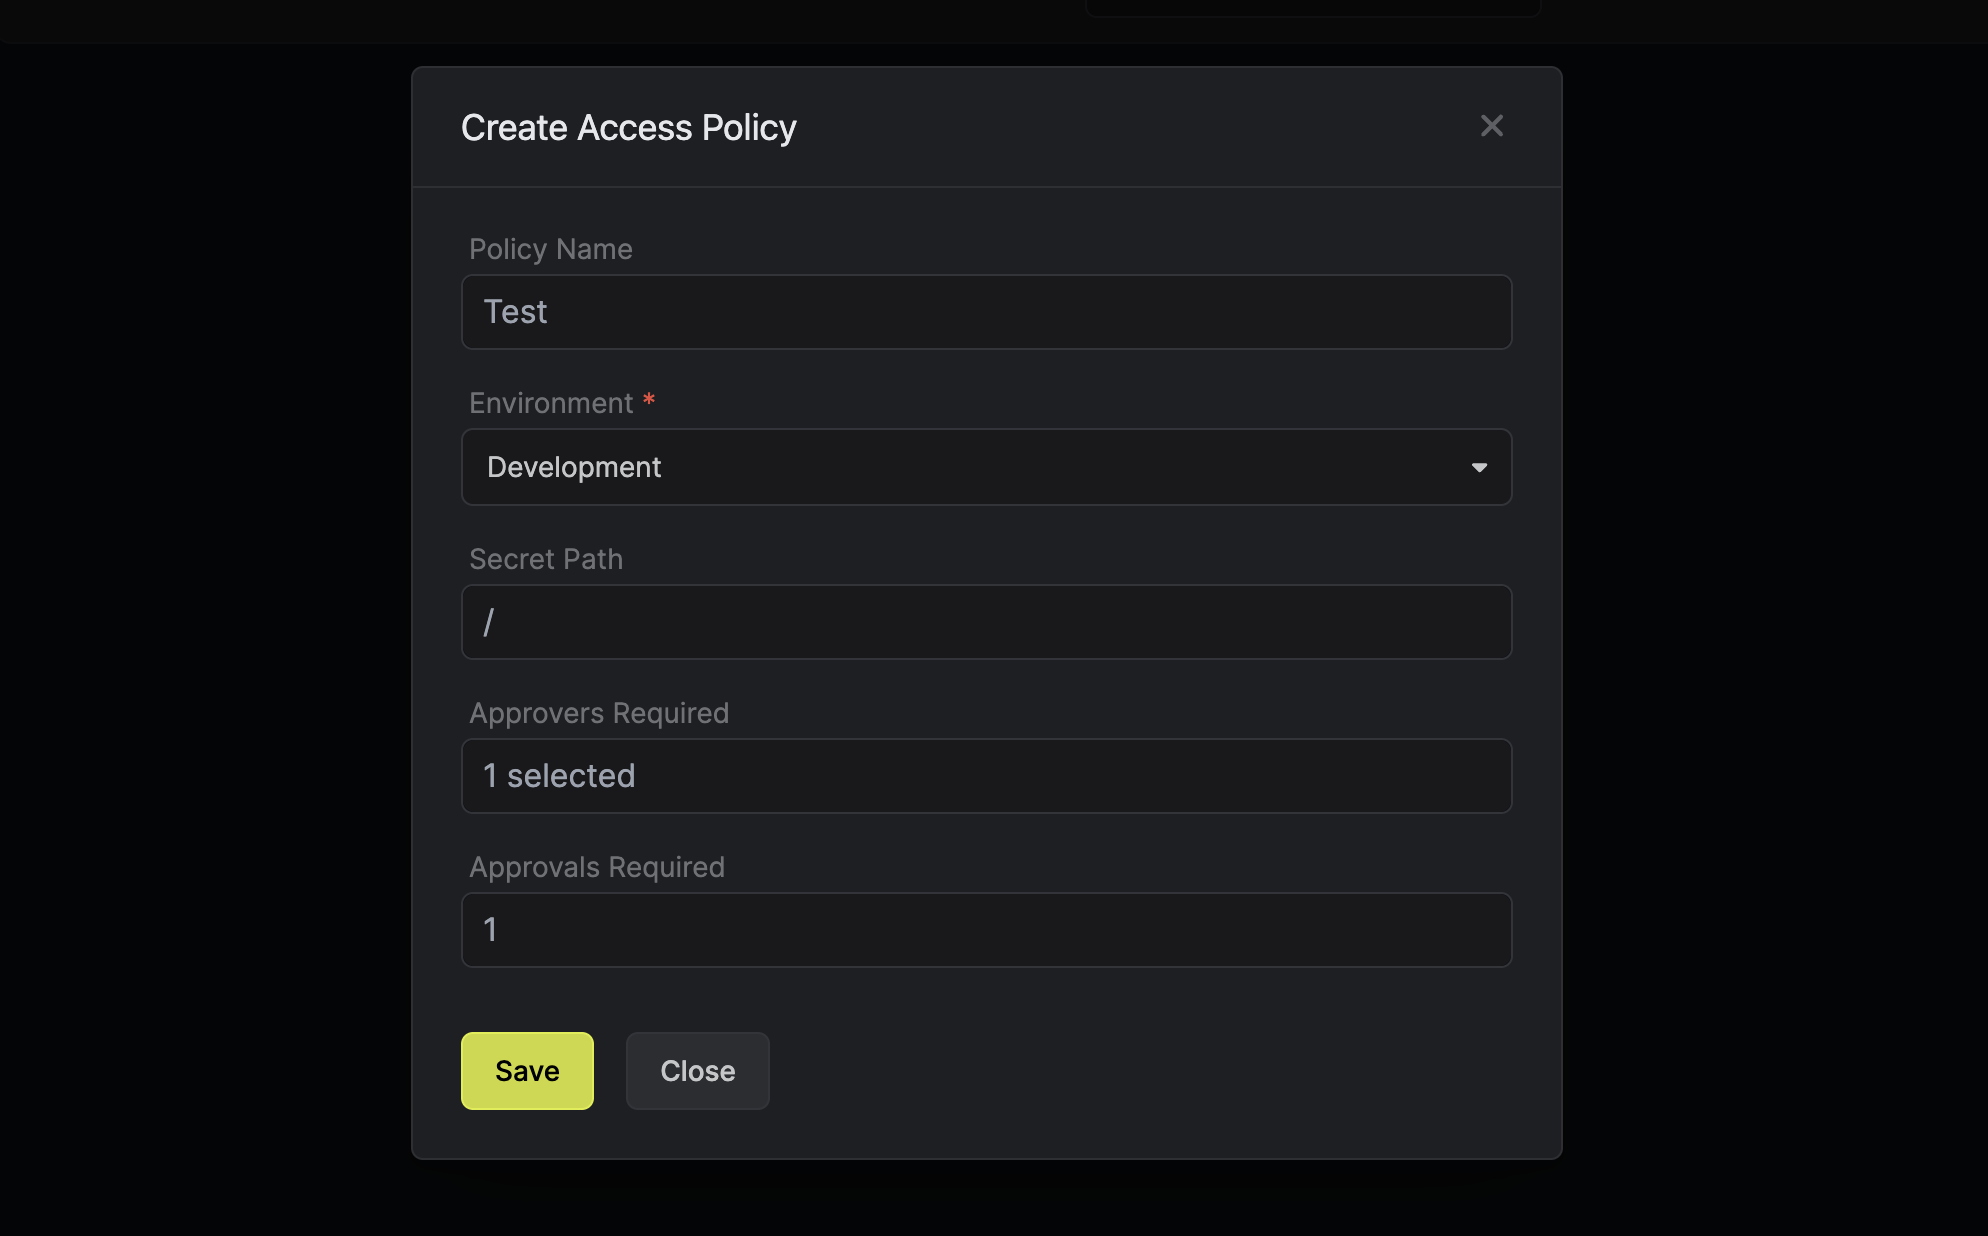 Create Access Policy
Policy Name
Test
Environment *
Development
Secret Path
/
Approvers Required
1 selected
Approvals Required
1
Save
Close